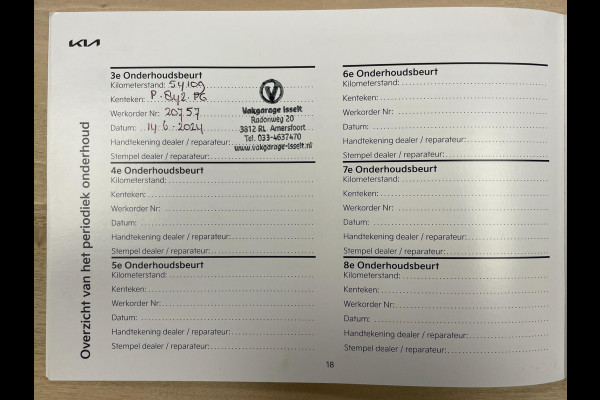 KIA
Overzicht van het periodiek onderhoud
3e Onderhoudsbeurt
Kilometerstand: 54109
Kenteken: P.842.PG
Werkorder Nr: 20757
Datum: 14 6-2024
Handtekening dealer / reparateur:
Stempel dealer / reparateur:
Vakgarage Isselt
Radonweg 20
3812 RL Amersfoort
Tel. 033-4637470
www.vakgarage-isselt.nl
4e Onderhoudsbeurt
Kilometerstand:
Kenteken:
Werkorder Nr:
Datum:
Handtekening dealer / reparateur:
Stempel dealer / reparateur:
5e Onderhoudsbeurt
Kilometerstand:
Kenteken:
Werkorder Nr:
Datum:
Handtekening dealer / reparateur:
Stempel dealer / reparateur:
6e Onderhoudsbeurt
Kilometerstand:
Kenteken:
Werkorder Nr:
Datum:
Handtekening dealer / reparateur:
Stempel dealer / reparateur:
7e Onderhoudsbeurt
Kilometerstand:
Kenteken:
Werkorder Nr:
Datum:
Handtekening dealer / reparateur:
Stempel dealer / reparateur:
8e Onderhoudsbeurt
Kilometerstand:
Kenteken:
Werkorder Nr:
Datum:
Handtekening dealer / reparateur:
Stempel dealer / reparateur:
18